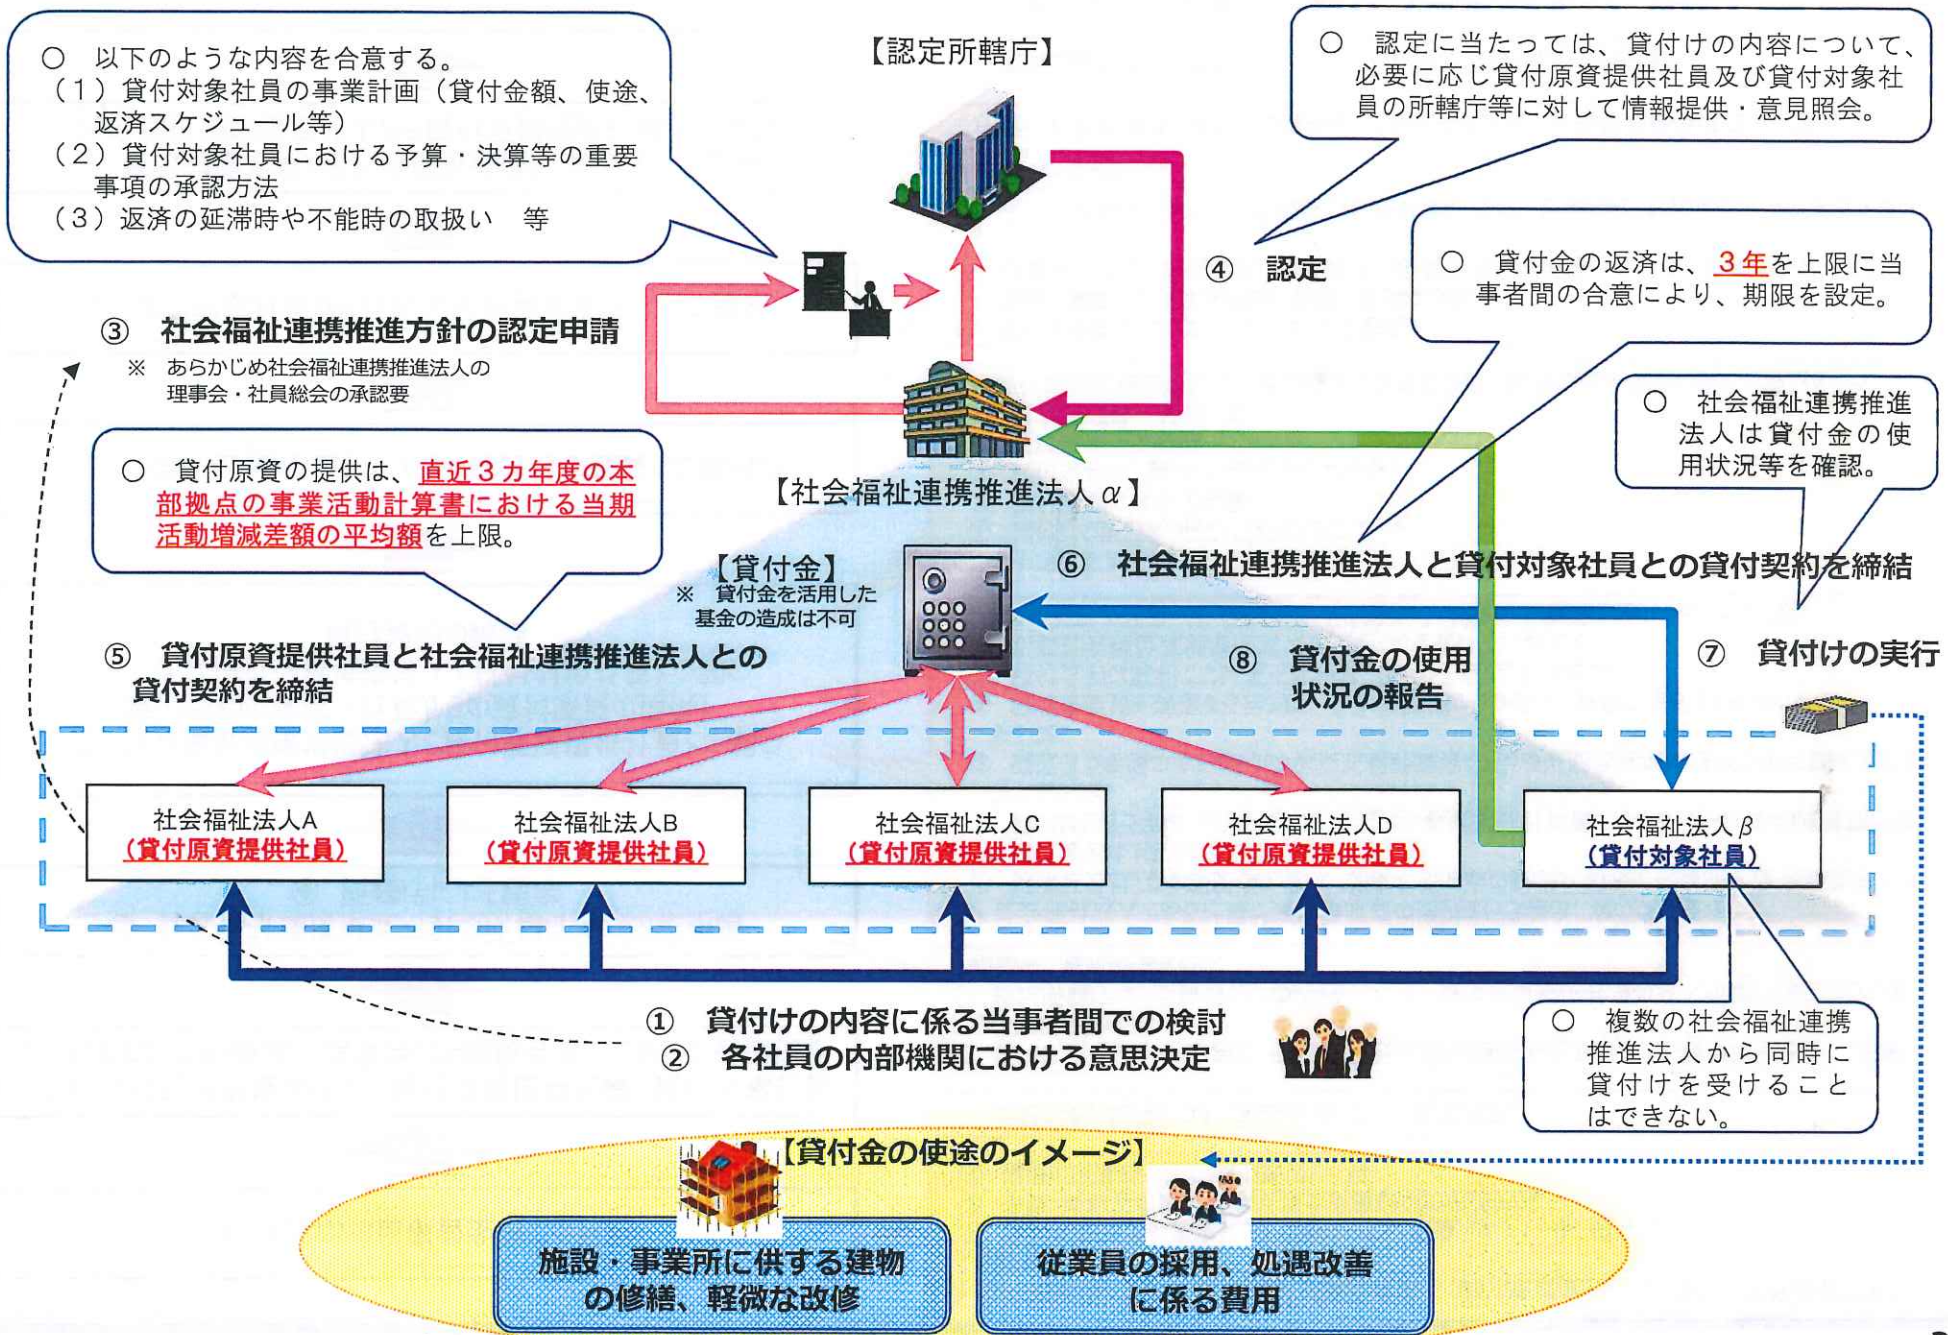 ○　以下のような内容を合意する。
（１）貸付対象社員の事業計画（貸付金額、使途、
返済スケジュール等）
（２）貸付対象社員における予算・決算等の重要
事項の承認方法
（３）返済の延滞時や不能時の取扱い　等
【認定所轄庁】
○　認定に当たっては、貸付けの内容について、
必要に応じ貸付原資提供社員及び貸付対象社
員の所轄庁等に対して情報提供・意見照会。
④　認定
○　貸付金の返済は、３年を上限に当
事者間の合意により、期限を設定。
③　社会福祉連携推進方針の認定申請
※　あらかじめ社会福祉連携推進法人の
理事会・社員総会の承認要
○　社会福祉連携推進
法人は貸付金の使
用状況等を確認。
○　貸付原資の提供は、直近３カ年度の本
部拠点の事業活動計算書における当期
活動増減差額の平均額を上限。
【社会福祉連携推進法人α】
【貸付金】
※　貸付金を活用した
基金の造成は不可
⑥　社会福祉連携推進法人と貸付対象社員との貸付契約を締結
⑤　貸付原資提供社員と社会福祉連携推進法人との
貸付契約を締結
⑧　貸付金の使用
状況の報告
⑦　貸付けの実行
社会福祉法人A
（貸付原資提供社員）
社会福祉法人B
（貸付原資提供社員）
社会福祉法人C
（貸付原資提供社員）
社会福祉法人D
（貸付原資提供社員）
社会福祉法人β
（貸付対象社員）
①　貸付けの内容に係る当事者間での検討
②　各社員の内部機関における意思決定
○　複数の社会福祉連携
推進法人から同時に
貸付けを受けること
はできない。
【貸付金の使途のイメージ】
施設・事業所に供する建物
の修繕、軽微な改修
従業員の採用、処遇改善
に係る費用